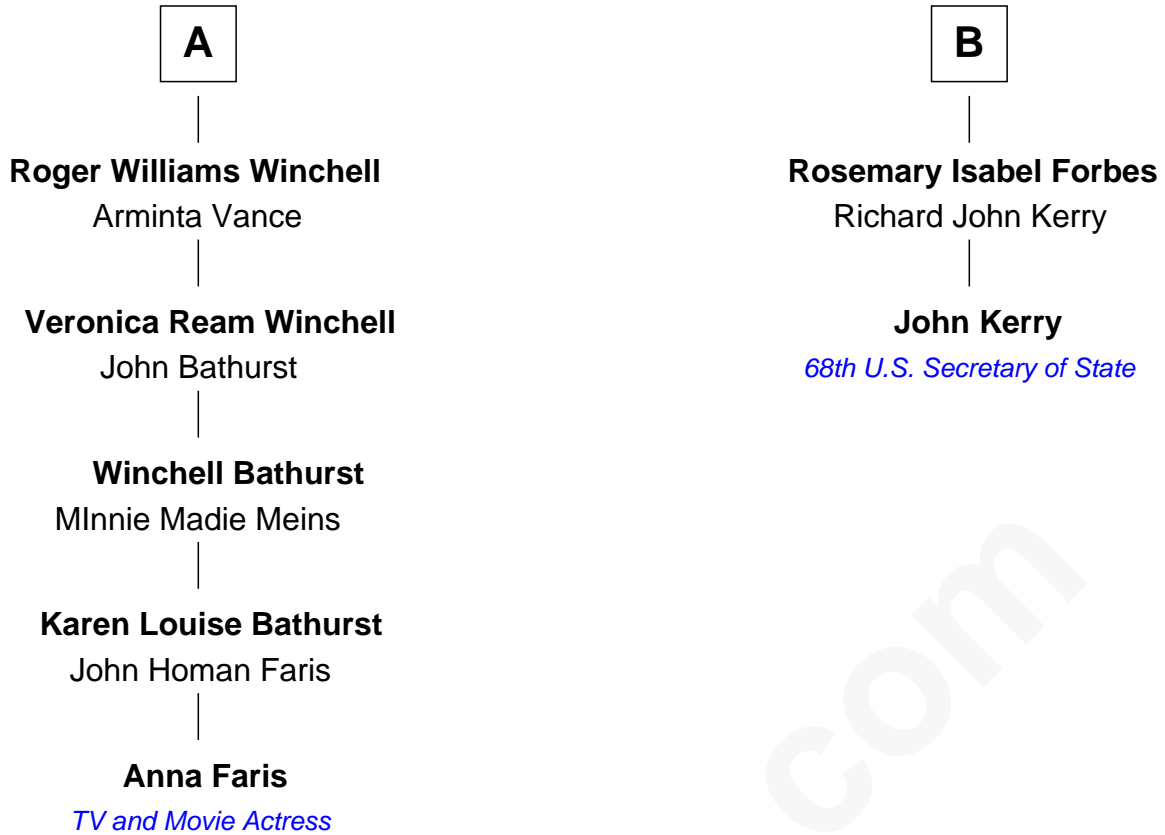 A
Roger Williams Winchell
Arminta Vance
Veronica Ream Winchell
John Bathurst
Winchell Bathurst
MInnie Madie Meins
Karen Louise Bathurst
John Homan Faris
Anna Faris
TV and Movie Actress
B
Rosemary Isabel Forbes
Richard John Kerry
John Kerry
68th U.S. Secretary of State
com